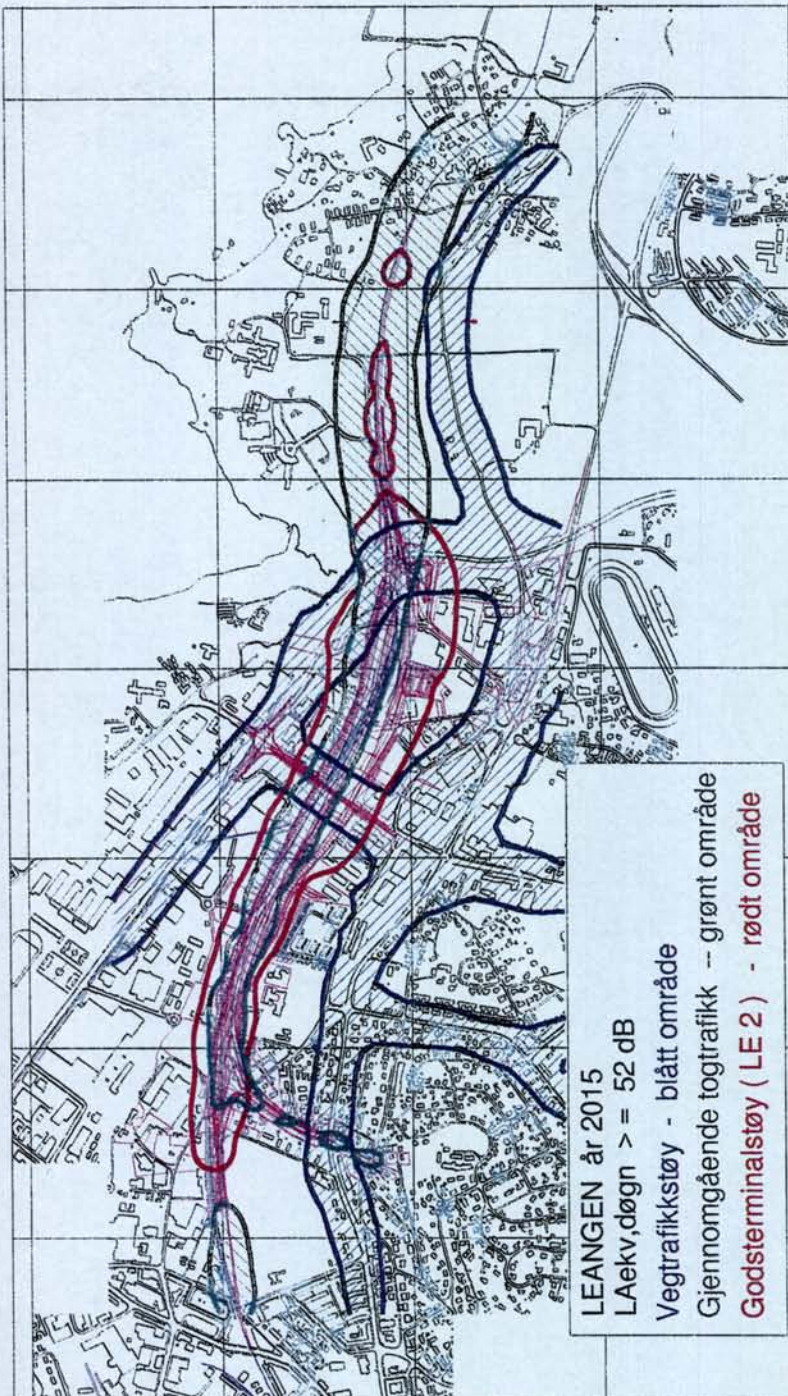 LEANGEN år 2015
LAekv,døgn >= 52 dB
Vegtrafikkstøy - blått område
Gjennomgående togtrafikk -- grønt område
Godsterminalstøy ( LE 2 ) - rødt område